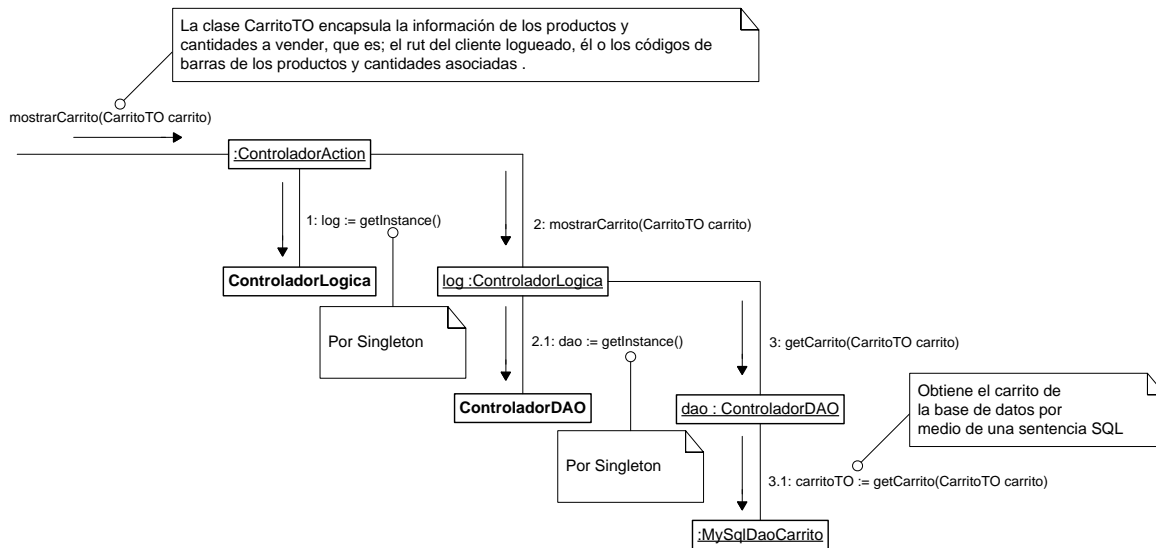 La clase CarritoTO encapsula la información de los productos y
cantidades a vender, que es; el rut del cliente logueado, él o los códigos de
barras de los productos y cantidades asociadas .
mostrarCarrito(CarritoTO carrito)
:ControladorAction
1: log := getInstance()
2: mostrarCarrito(CarritoTO carrito)
ControladorLogica
log :ControladorLogica
Por Singleton
2.1: dao := getInstance()
3: getCarrito(CarritoTO carrito)
Obtiene el carrito de
la base de datos por
medio de una sentencia SQL
ControladorDAO
dao : ControladorDAO
Por Singleton
3.1: carritoTO := getCarrito(CarritoTO carrito)
:MySqlDaoCarrito